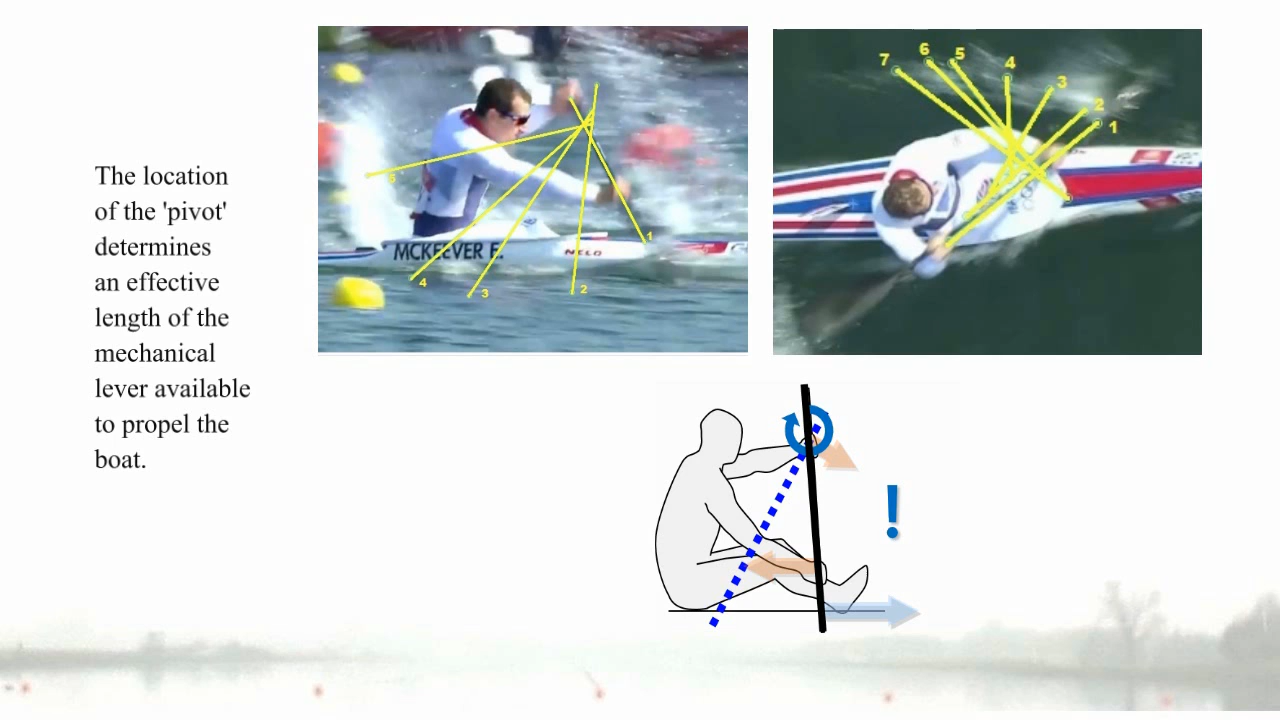 The location
of the 'pivot'
determines
an effective
length of the
mechanical
lever available
to propel the
boat.
MCKEEVER E.
NELO
1
2
3
4
5
7
6
5
4
3
2
1
!